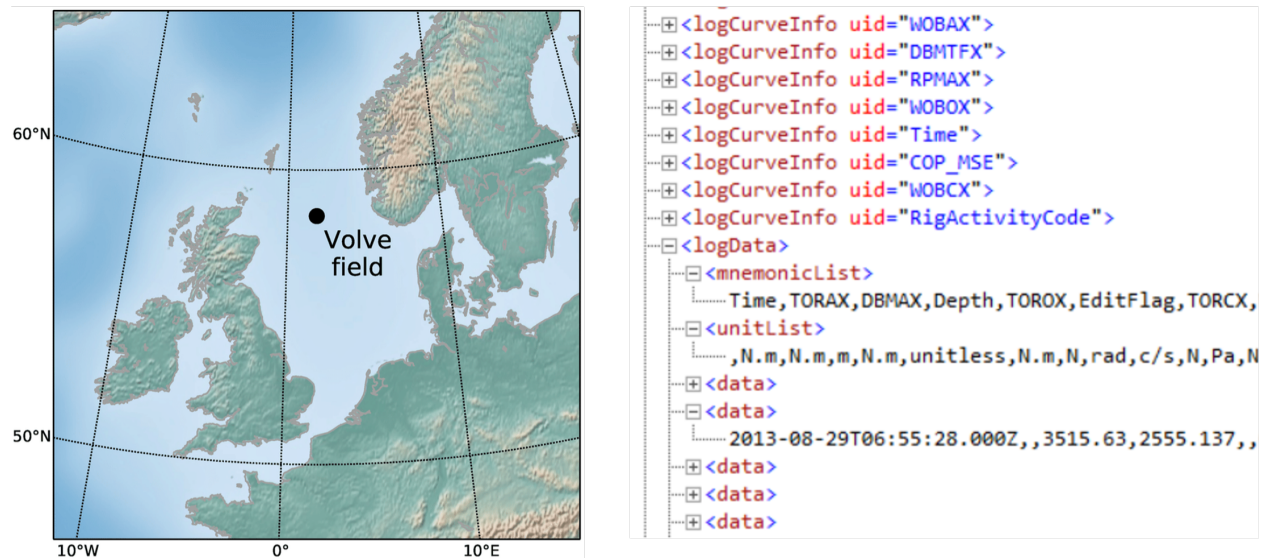 60°N
50°N
10°W
0°
10°E
Volve
field
<logCurveInfo uid="WOBAX">
<logCurveInfo uid="DBMTFX">
<logCurveInfo uid="RPMAX">
<logCurveInfo uid="WOBOX">
<logCurveInfo uid="Time">
<logCurveInfo uid="COP_MSE">
<logCurveInfo uid="WOBCX">
<logCurveInfo uid="RigActivityCode">
<logData>
<mnemonicList>
Time,TORAX,DBMAX,Depth,TOROX,EditFlag,TORCX,
<unitList>
,N.m,N.m,m,N.m,unitless,N.m,N,rad,c/s,N,Pa,N
<data>
<data>
2013-08-29T06:55:28.000Z,,3515.63,2555.137,,
<data>
<data>
<data>